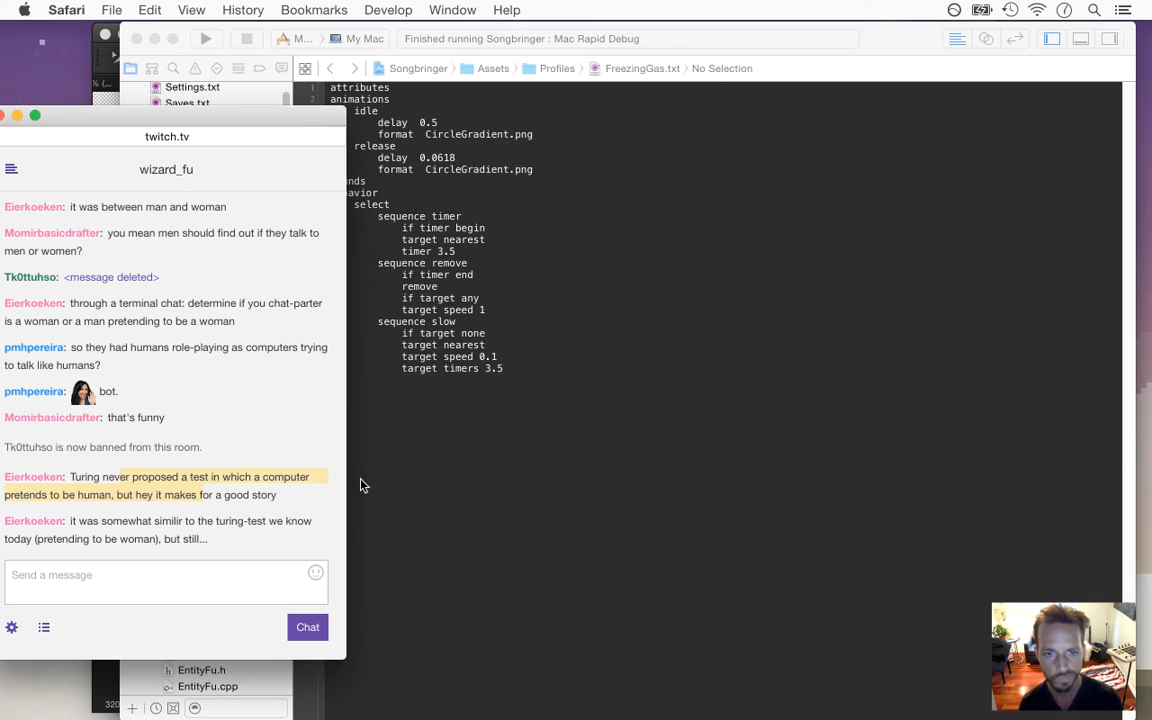 Safari File Edit View History Bookmarks Develop Window Help
M... My Mac Finished running Songbringer : Mac Rapid Debug
% (...
Songbringer Assets Profiles FreezingGas.txt No Selection
Settings.txt
Saves.txt
twitch.tv
wizard_fu
Eierkoeken: it was between man and woman
Momirbasicdrafter: you mean men should find out if they talk to
men or women?
Tk0ttuhso: <message deleted>
Eierkoeken: through a terminal chat: determine if you chat-parter
is a woman or a man pretending to be a woman
pmhpereira: so they had humans role-playing as computers trying
to talk like humans?
pmhpereira: bot.
Momirbasicdrafter: that's funny
Tk0ttuhso is now banned from this room.
Eierkoeken: Turing never proposed a test in which a computer
pretends to be human, but hey it makes for a good story
Eierkoeken: it was somewhat similir to the turing-test we know
today (pretending to be woman), but still...
Send a message
Chat
EntityFu.h
EntityFu.cpp
320
1 attributes
2 animations
idle
delay 0.5
format CircleGradient.png
release
delay 0.0618
format CircleGradient.png
unds
avior
select
sequence timer
if timer begin
target nearest
timer 3.5
sequence remove
if timer end
remove
if target any
target speed 1
sequence slow
if target none
target nearest
target speed 0.1
target timers 3.5